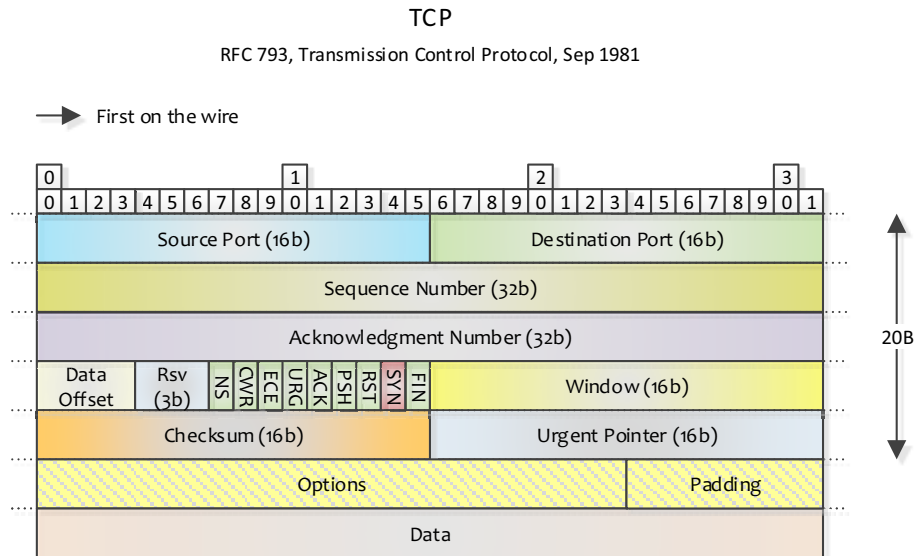 TCP
RFC 793, Transmission Control Protocol, Sep 1981
First on the wire
0 1 2 3
0 1 2 3 4 5 6 7 8 9 0 1 2 3 4 5 6 7 8 9 0 1 2 3 4 5 6 7 8 9 0 1
Source Port (16b) Destination Port (16b)
Sequence Number (32b)
Acknowledgment Number (32b)
20B
Data Offset Rsv (3b) NS CWR ECE URG ACK PSH RST SYN FIN Window (16b)
Checksum (16b) Urgent Pointer (16b)
Options Padding
Data